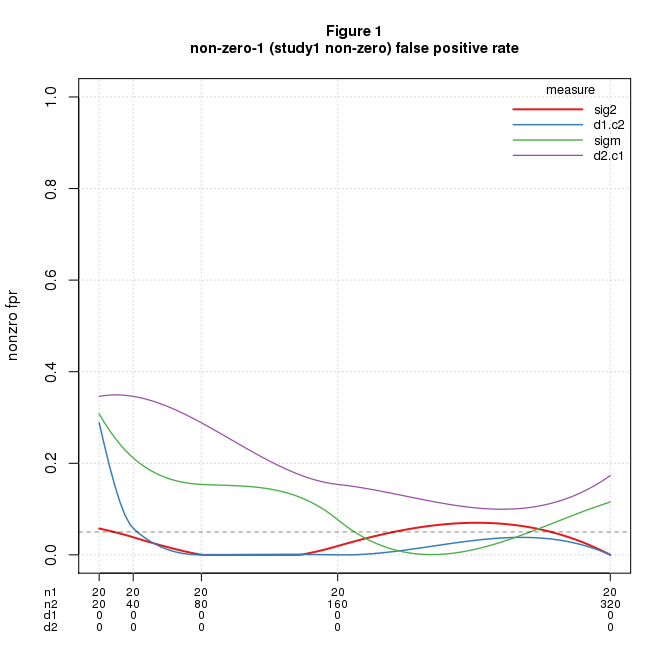 Figure 1
non-zero-1 (study1 non-zero) false positive rate
measure
sig2
d1.c2
sigm
d2.c1
nonzro fpr
1.0
0.8
0.6
0.4
0.2
0.0
n1 20 20 20 20 20
n2 20 40 80 160 320
d1 0 0 0 0 0
d2 0 0 0 0 0